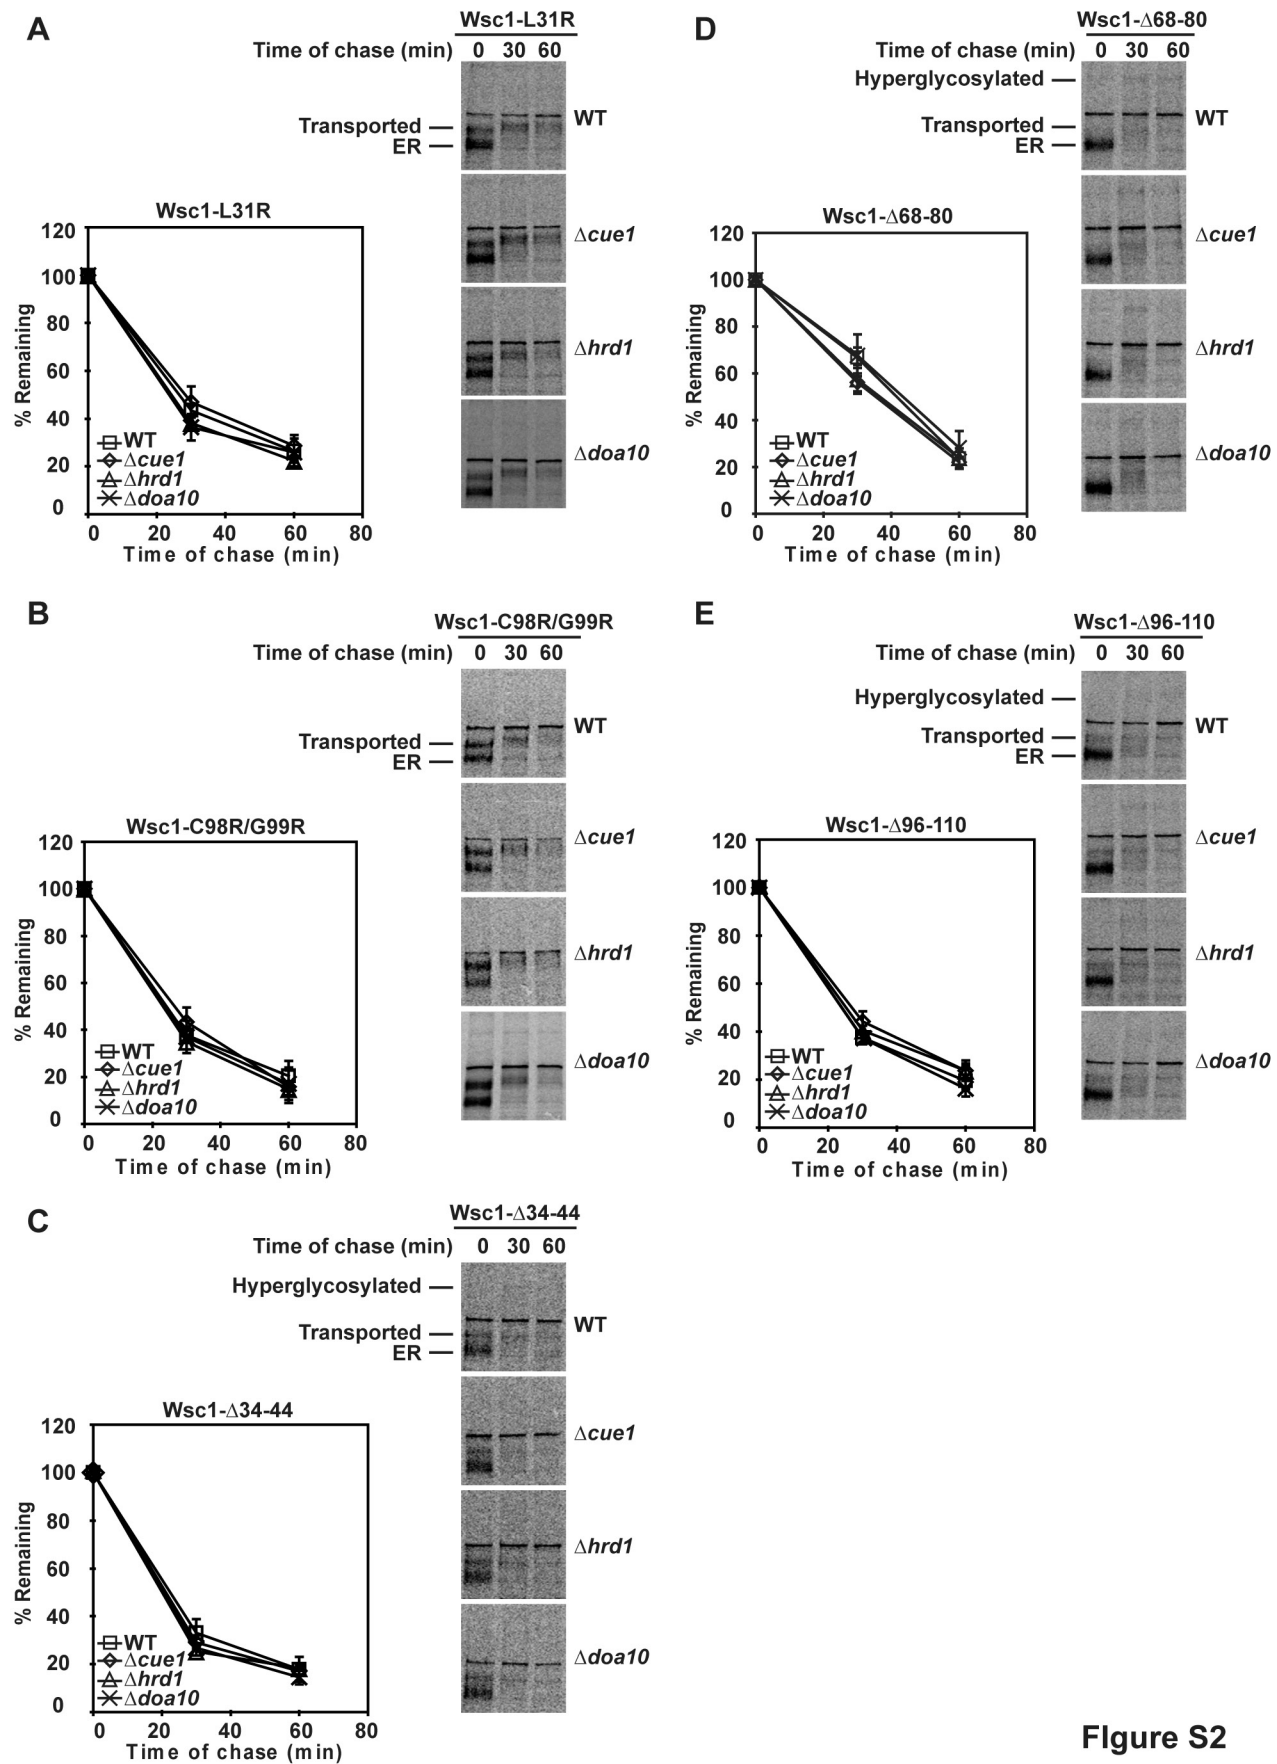 A
Wsc1-L31R
Time of chase (min) 0 30 60
WT
Transported —
ER —
Δcue1
Δhrd1
Δdoa10
Wsc1-L31R
120
100
80
60
40
20
0
% Remaining
WT
Δcue1
Δhrd1
Δdoa10
0 20 40 60 80
Time of chase (min)
B
Wsc1-C98R/G99R
Time of chase (min) 0 30 60
WT
Transported —
ER —
Δcue1
Δhrd1
Δdoa10
Wsc1-C98R/G99R
120
100
80
60
40
20
0
% Remaining
WT
Δcue1
Δhrd1
Δdoa10
0 20 40 60 80
Time of chase (min)
C
Wsc1-Δ34-44
Time of chase (min) 0 30 60
Hyperglycosylated —
WT
Transported —
ER —
Δcue1
Δhrd1
Δdoa10
Wsc1-Δ34-44
120
100
80
60
40
20
0
% Remaining
WT
Δcue1
Δhrd1
Δdoa10
0 20 40 60 80
Time of chase (min)
D
Wsc1-Δ68-80
Time of chase (min) 0 30 60
Hyperglycosylated —
WT
Transported —
ER —
Δcue1
Δhrd1
Δdoa10
Wsc1-Δ68-80
120
100
80
60
40
20
0
% Remaining
WT
Δcue1
Δhrd1
Δdoa10
0 20 40 60 80
Time of chase (min)
E
Wsc1-Δ96-110
Time of chase (min) 0 30 60
Hyperglycosylated —
WT
Transported —
ER —
Δcue1
Δhrd1
Δdoa10
Wsc1-Δ96-110
120
100
80
60
40
20
0
% Remaining
WT
Δcue1
Δhrd1
Δdoa10
0 20 40 60 80
Time of chase (min)
FIgure S2